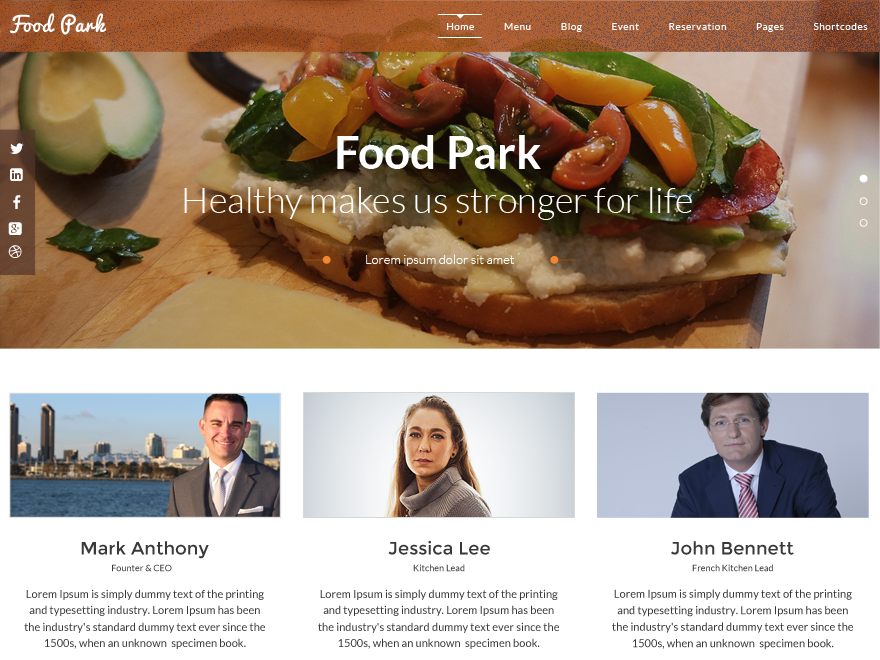 Food Park
Home Menu Blog Event Reservation Pages Shortcodes
Food Park
Healthy makes us stronger for life
Lorem ipsum dolor sit amet
Mark Anthony
Founter & CEO
Lorem Ipsum is simply dummy text of the printing
and typesetting industry. Lorem Ipsum has been
the industry's standard dummy text ever since the
1500s, when an unknown specimen book.
Jessica Lee
Kitchen Lead
Lorem Ipsum is simply dummy text of the printing
and typesetting industry. Lorem Ipsum has been
the industry's standard dummy text ever since the
1500s, when an unknown specimen book.
John Bennett
French Kitchen Lead
Lorem Ipsum is simply dummy text of the printing
and typesetting industry. Lorem Ipsum has been
the industry's standard dummy text ever since the
1500s, when an unknown specimen book.